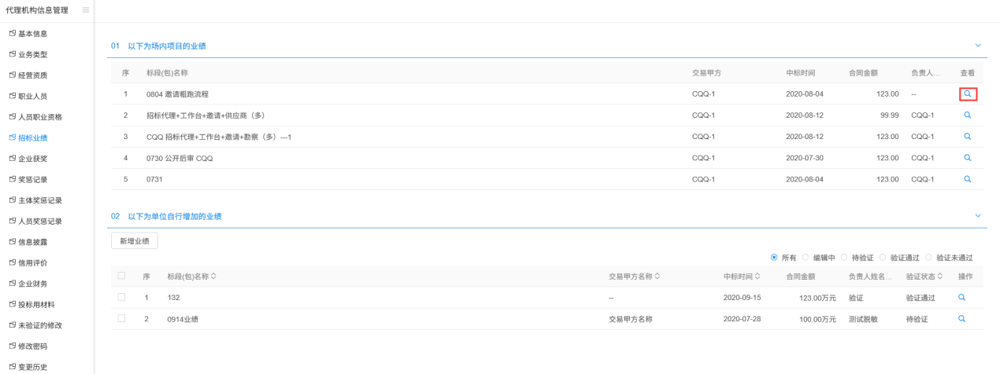 代理机构信息管理
基本信息
业务类型
经营资质
职业人员
人员职业资格
招标业绩
企业获奖
奖惩记录
主体奖惩记录
人员奖惩记录
信息披露
信用评价
企业财务
投标用材料
未验证的修改
修改密码
变更历史
01 以下为场内项目的业绩
序 标段(包)名称 交易甲方 中标时间 合同金额 负责人... 查看
1 0804 邀请粗跑流程 CQQ-1 2020-08-04 123.00 --
2 招标代理+工作台+邀请+供应商（多） CQQ-1 2020-08-12 99.99 CQQ-1
3 CQQ 招标代理+工作台+邀请+勘察（多）---1 CQQ-1 2020-08-12 123.00 CQQ-1
4 0730 公开后审 CQQ CQQ-1 2020-07-30 123.00 CQQ-1
5 0731 CQQ-1 2020-08-04 123.00 CQQ-1
02 以下为单位自行增加的业绩
新增业绩
所有 编辑中 待验证 验证通过 验证未通过
序 标段(包)名称 交易甲方名称 中标时间 合同金额 负责人姓名... 验证状态 操作
1 132 -- 2020-09-15 123.00万元 验证 验证通过
2 0914业绩 交易甲方名称 2020-07-28 100.00万元 测试脱敏 待验证